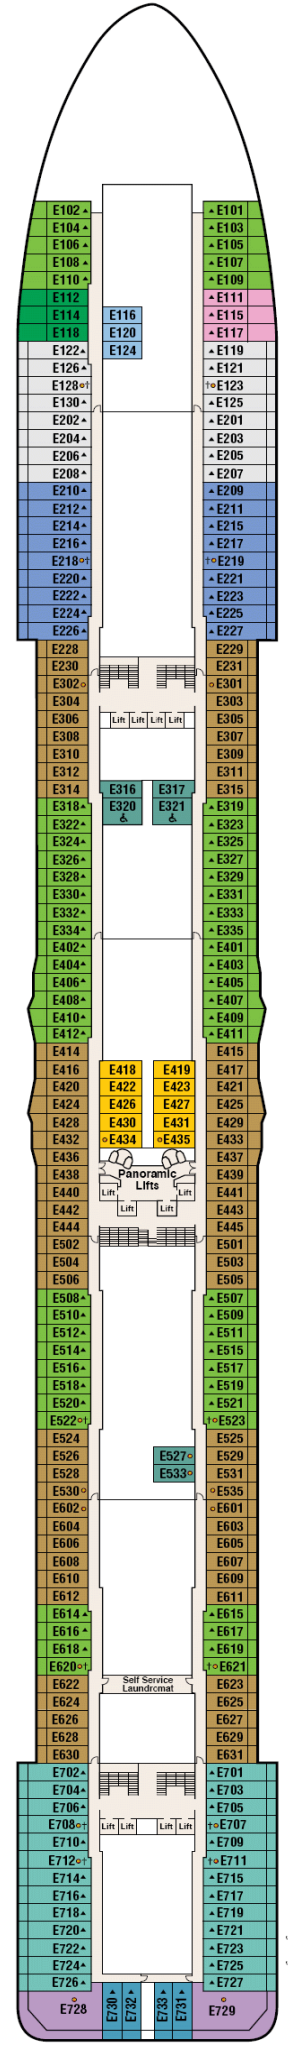 E102 E101
E104 E103
E106 E105
E108 E107
E110 E109
E112 E111
E114 E116 E115
E118 E120 E117
E122 E124 E119
E126 E121
E128 † † E123
E130 E125
E202 E201
E204 E203
E206 E205
E208 E207
E210 E209
E212 E211
E214 E215
E216 E217
E218 † † E219
E220 E221
E222 E223
E224 E225
E226 E227
E228 E229
E230 E231
E302 E301
E304 E303
E306 Lift Lift Lift Lift E305
E308 E307
E310 E309
E312 E311
E314 E316 E317 E315
E318 E320 E321 E319
E322 E323
E324 E325
E326 E327
E328 E329
E330 E331
E332 E333
E334 E335
E402 E401
E404 E403
E406 E405
E408 E407
E410 E409
E412 E411
E414 E415
E416 E418 E419 E417
E420 E422 E423 E421
E424 E426 E427 E425
E428 E430 E431 E429
E432 E434 E435 E433
E436 E437
E438 Panoramic E439
Lifts
E440 Lift Lift E441
E442 Lift Lift E443
E444 E445
E502 E501
E504 E503
E506 E505
E508 E507
E510 E509
E512 E511
E514 E515
E516 E517
E518 E519
E520 E521
E522 † † E523
E524 E525
E526 E527 E529
E528 E533 E531
E530 E535
E602 E601
E604 E603
E606 E605
E608 E607
E610 E609
E612 E611
E614 E615
E616 E617
E618 E619
E620 † † E621
E622 Self Service E623
Laundromat
E624 E625
E626 E627
E628 E629
E630 E631
E702 E701
E704 E703
E706 E705
E708 † Lift Lift Lift Lift † E707
E710 E709
E712 † † E711
E714 E715
E716 E717
E718 E719
E720 E721
E722 E723
E724 E725
E726 E727
E728 E730 E732 E733 E731 E729